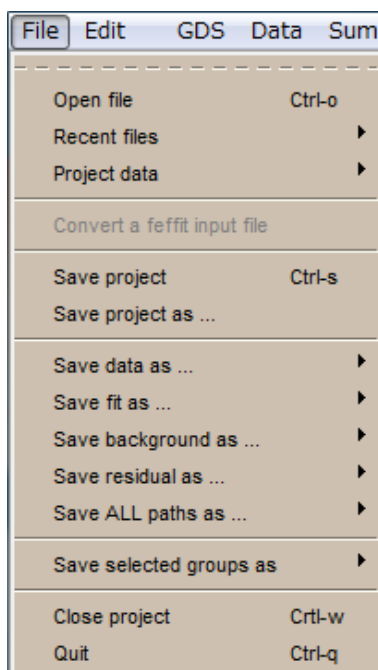 File Edit GDS Data Sum
Open file Ctrl-o
Recent files
Project data
Convert a feffit input file
Save project Ctrl-s
Save project as ...
Save data as ...
Save fit as ...
Save background as ...
Save residual as ...
Save ALL paths as ...
Save selected groups as
Close project Crtl-w
Quit Ctrl-q